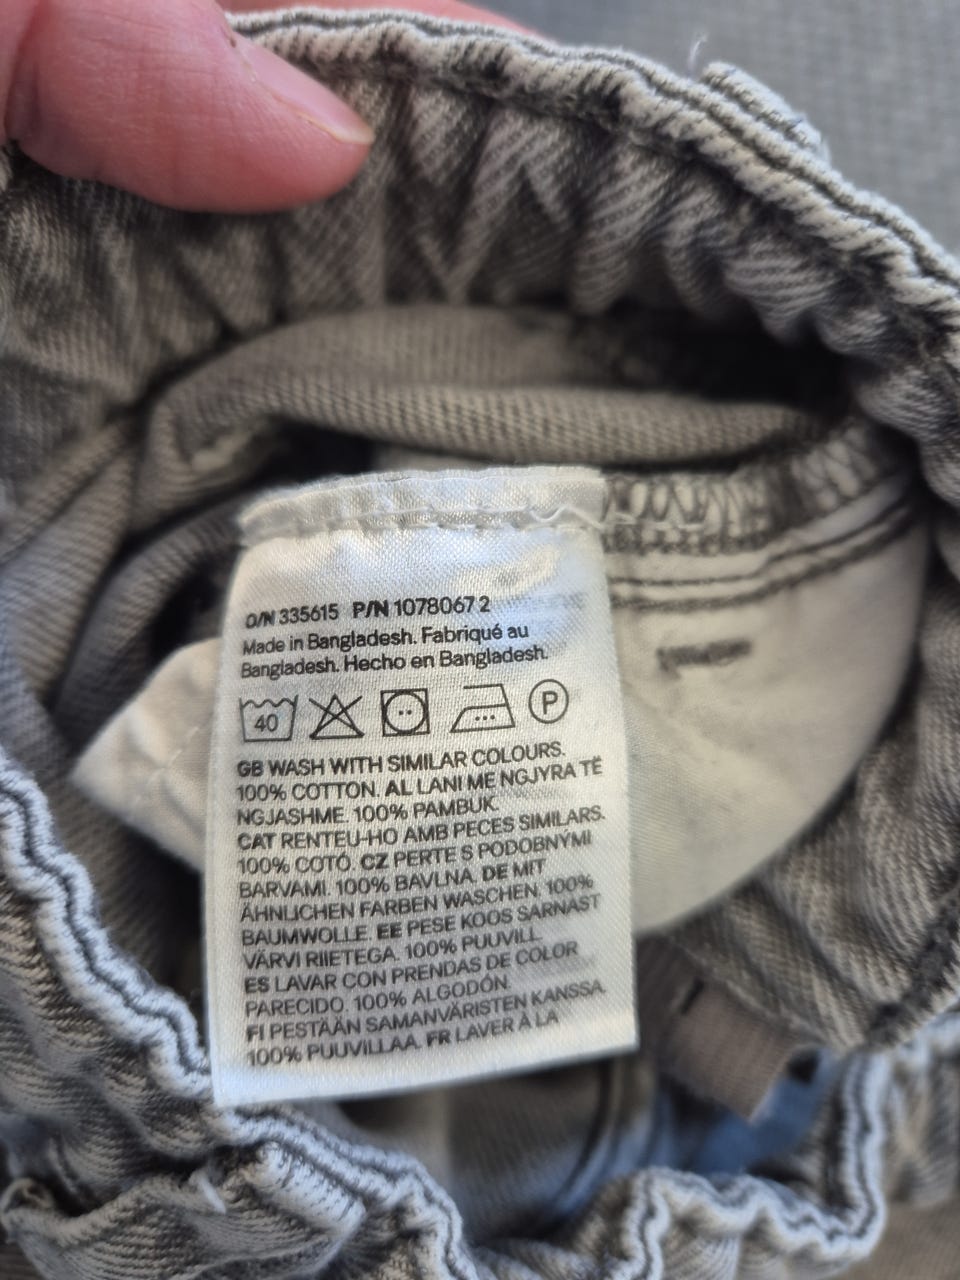 O/N 335615 P/N 1078067 2
Made in Bangladesh. Fabriqué au
Bangladesh. Hecho en Bangladesh.
40 P
GB WASH WITH SIMILAR COLOURS.
100% COTTON. AL LANI ME NGJYRA TË
NGJASHME. 100% PAMBUK.
CAT RENTEU-HO AMB PECES SIMILARS.
100% COTÓ. CZ PERTE S PODOBNÝMI
BARVAMI. 100% BAVLNA. DE MIT
ÄHNLICHEN FARBEN WASCHEN. 100%
BAUMWOLLE. EE PESE KOOS SARNAST
VÄRVI RIIETEGA. 100% PUUVILL
ES LAVAR CON PRENDAS DE COLOR
PARECIDO. 100% ALGODÓN.
FI PESTÄÄN SAMANVÄRISTEN KANSSA.
100% PUUVILLAA. FR LAVER À LA